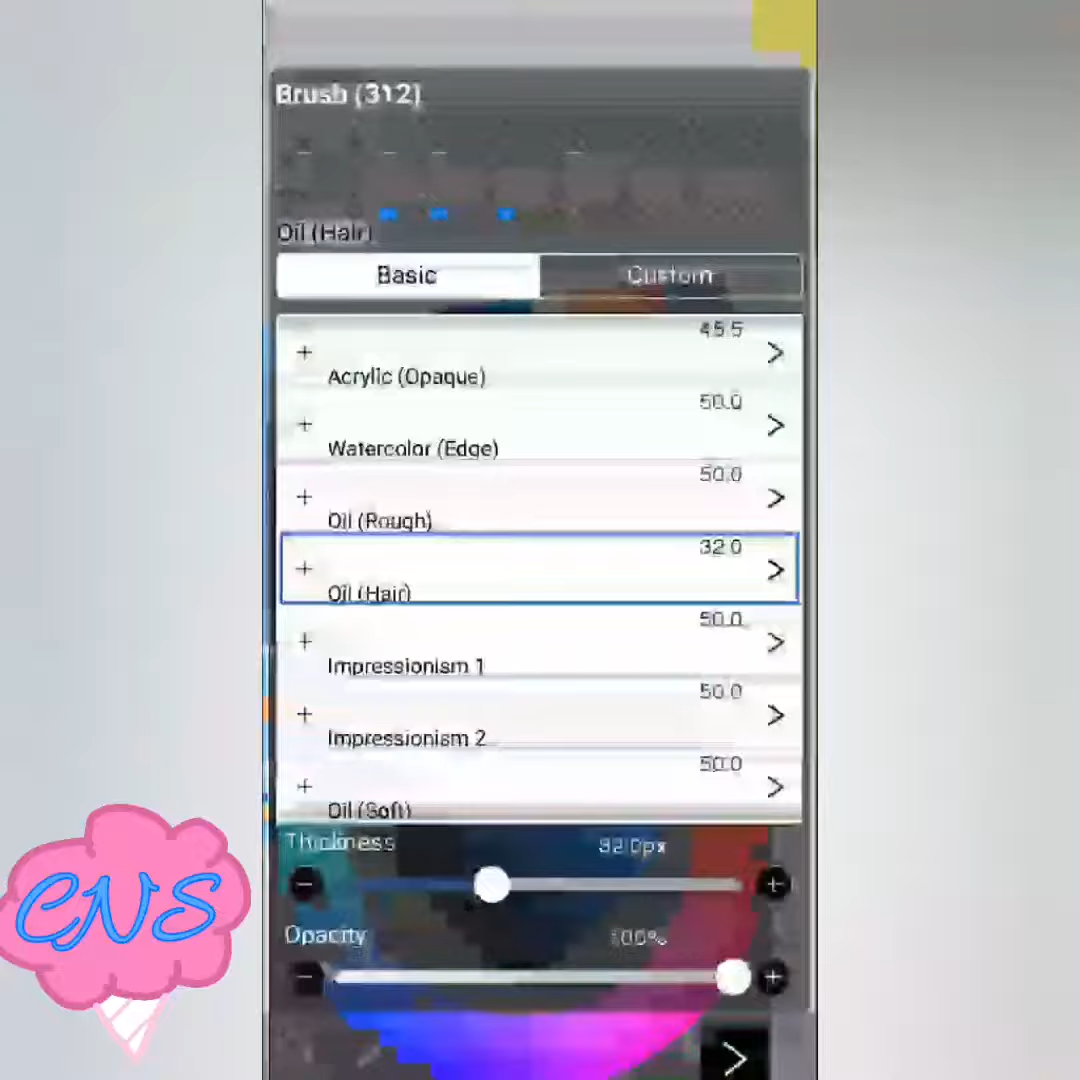 Brush (312)
Oil (Hair)
Basic
Custom
45.5
+
Acrylic (Opaque)
50.0
+
Watercolor (Edge)
50.0
+
Oil (Rough)
32.0
+
Oil (Hair)
50.0
+
Impressionism 1
50.0
+
Impressionism 2
50.0
+
Oil (Soft)
Thickness
32.0px
Opacity
100%
CNS